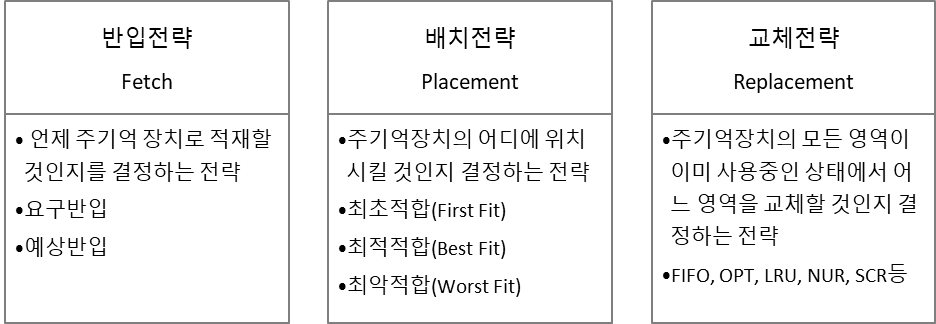 반입전략
Fetch
• 언제 주기억 장치로 적재할
것인지를 결정하는 전략
•요구반입
•예상반입
배치전략
Placement
•주기억장치의 어디에 위치
시킬 것인지 결정하는 전략
•최초적합(First Fit)
•최적적합(Best Fit)
•최악적합(Worst Fit)
교체전략
Replacement
•주기억장치의 모든 영역이
이미 사용중인 상태에서 어
느 영역을 교체할 것인지 결
정하는 전략
•FIFO, OPT, LRU, NUR, SCR등